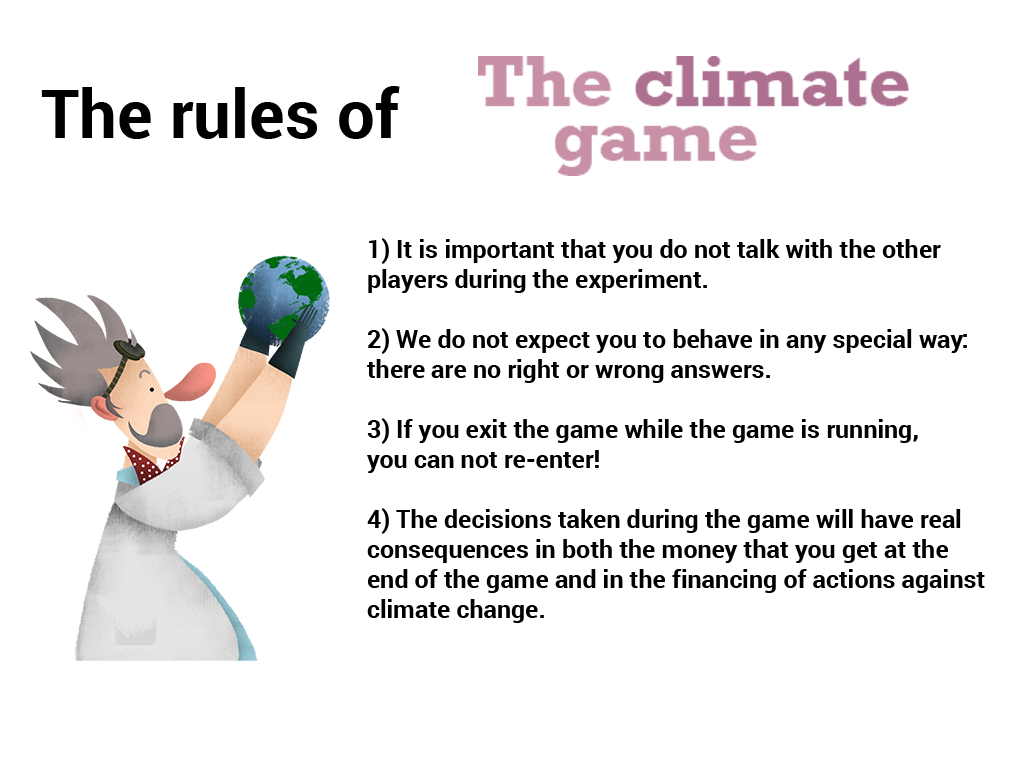 The rules of
The climate
game
1) It is important that you do not talk with the other
players during the experiment.
2) We do not expect you to behave in any special way:
there are no right or wrong answers.
3) If you exit the game while the game is running,
you can not re-enter!
4) The decisions taken during the game will have real
consequences in both the money that you get at the
end of the game and in the financing of actions against
climate change.